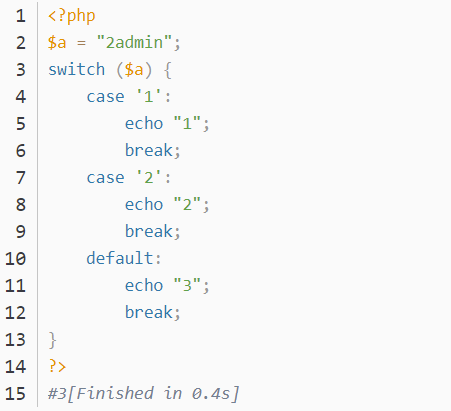 1 <?php
2 $a = "2admin";
3 switch ($a) {
4     case '1':
5         echo "1";
6         break;
7     case '2':
8         echo "2";
9         break;
10     default:
11         echo "3";
12         break;
13 }
14 ?>
15 #3[Finished in 0.4s]